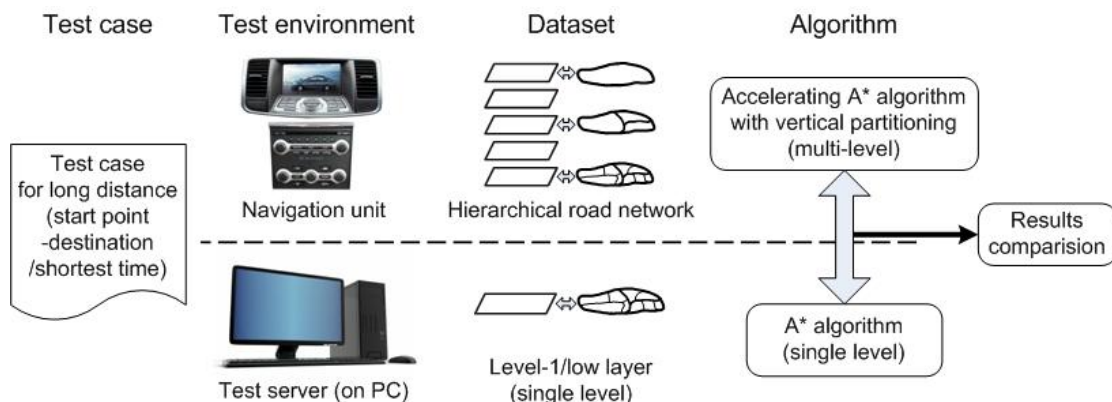 Test case
Test environment
Dataset
Algorithm
Test case
for long distance
(start point
-destination
/shortest time)
Navigation unit
Hierarchical road network
Accelerating A* algorithm
with vertical partitioning
(multi-level)
Results
comparision
Test server (on PC)
Level-1/low layer
(single level)
A* algorithm
(single level)